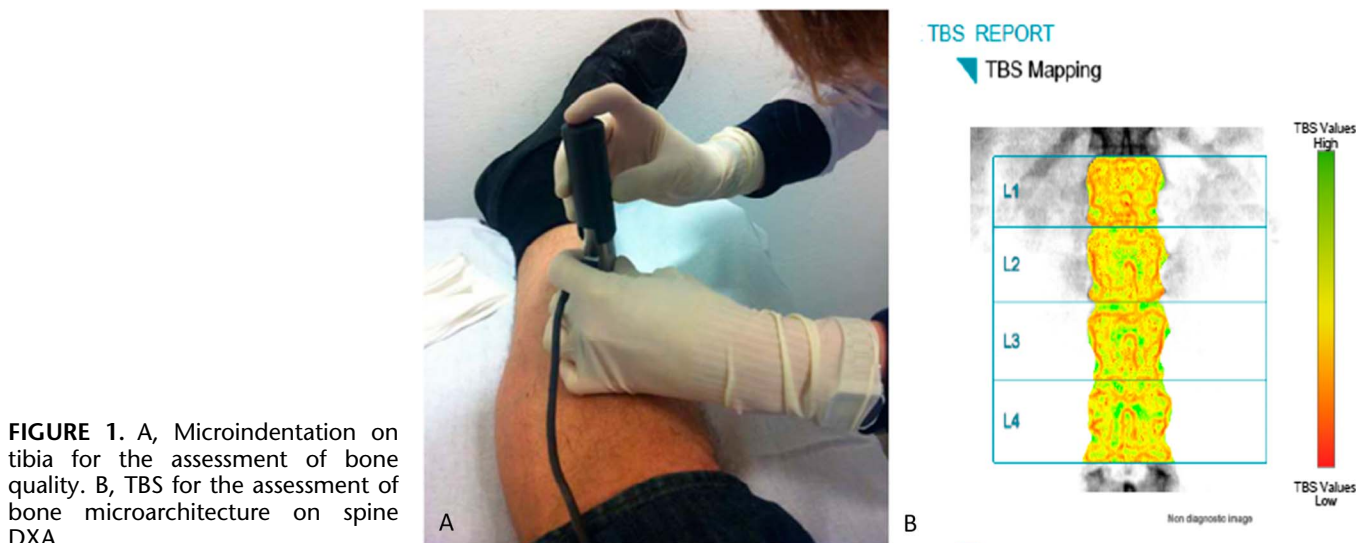 FIGURE 1. A, Microindentation on
tibia for the assessment of bone
quality. B, TBS for the assessment of
bone microarchitecture on spine
DXA
A
TBS REPORT
TBS Mapping
TBS Values
High
L1
L2
L3
L4
TBS Values
Low
Non diagnostic image
B